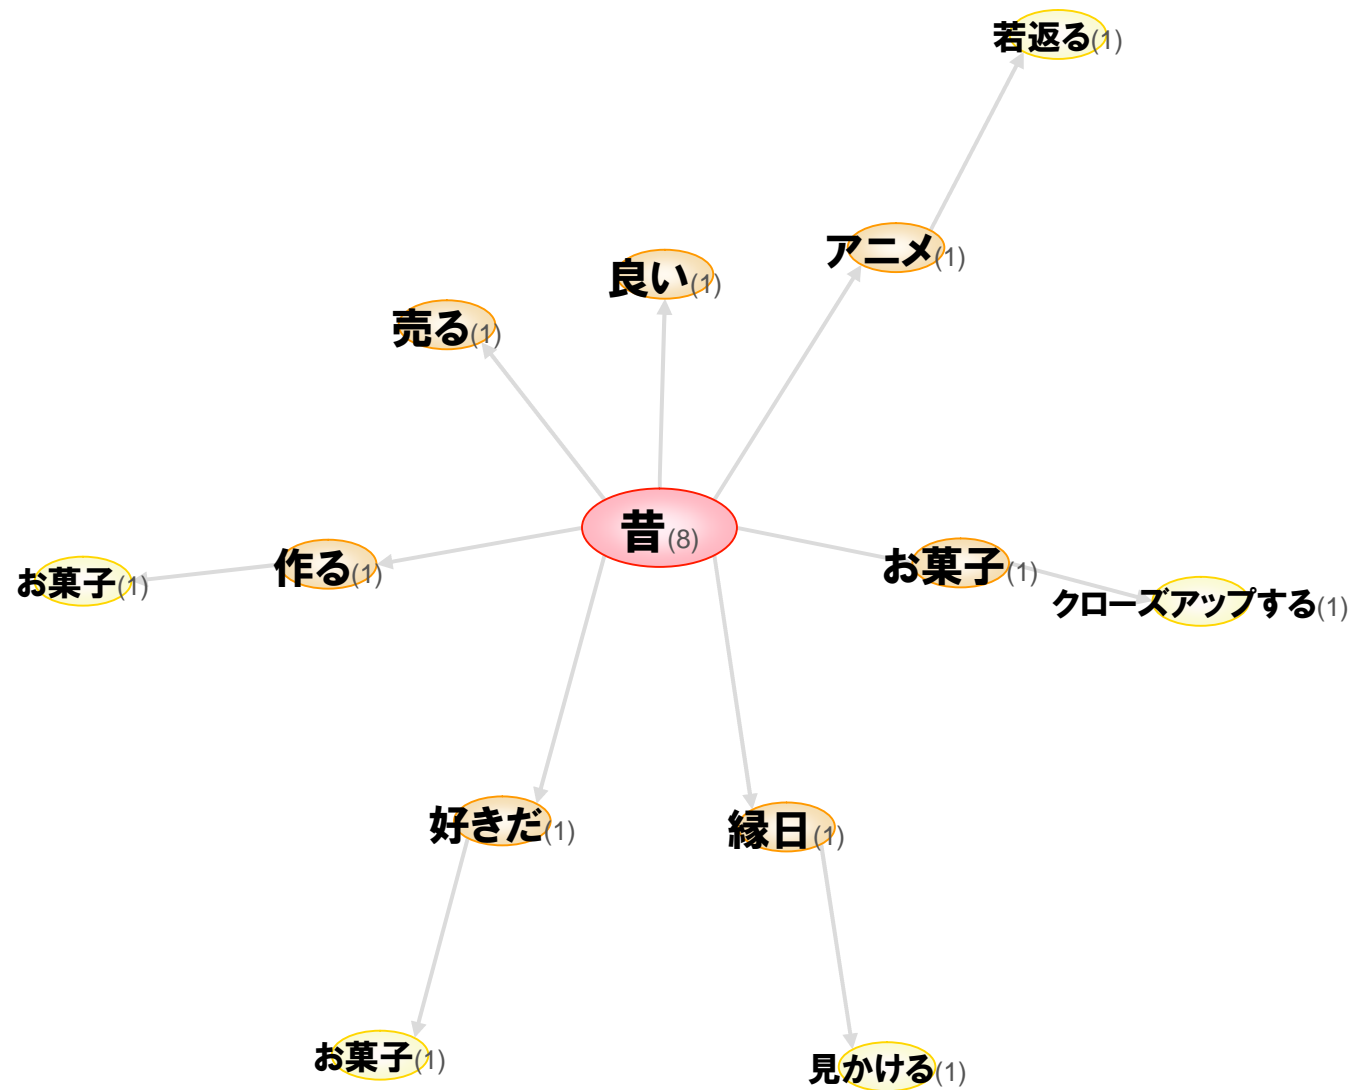 若返る(1)
アニメ(1)
良い(1)
売る(1)
昔(8)
作る(1)
お菓子(1)
お菓子(1)
クローズアップする(1)
好きだ(1)
縁日(1)
お菓子(1)
見かける(1)